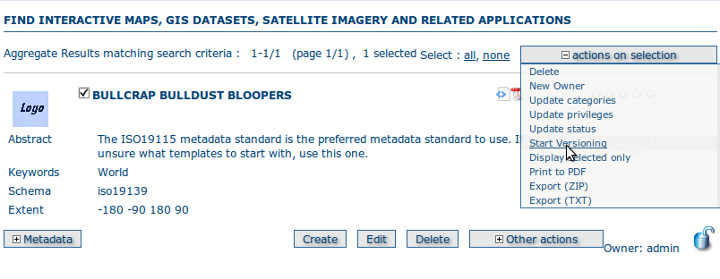 FIND INTERACTIVE MAPS, GIS DATASETS, SATELLITE IMAGERY AND RELATED APPLICATIONS
Aggregate Results matching search criteria : 1-1/1 (page 1/1) , 1 selected Select : all, none
actions on selection
Delete
New Owner
Update categories
Update privileges
Update status
Start Versioning
Display selected only
Print to PDF
Export (ZIP)
Export (TXT)
Logo
BULLCRAP BULLDUST BLOOPERS
Abstract The ISO19115 metadata standard is the preferred metadata standard to use.
unsure what templates to start with, use this one.
Keywords World
Schema iso19139
Extent -180 -90 180 90
Metadata Create Edit Delete Other actions Owner: admin